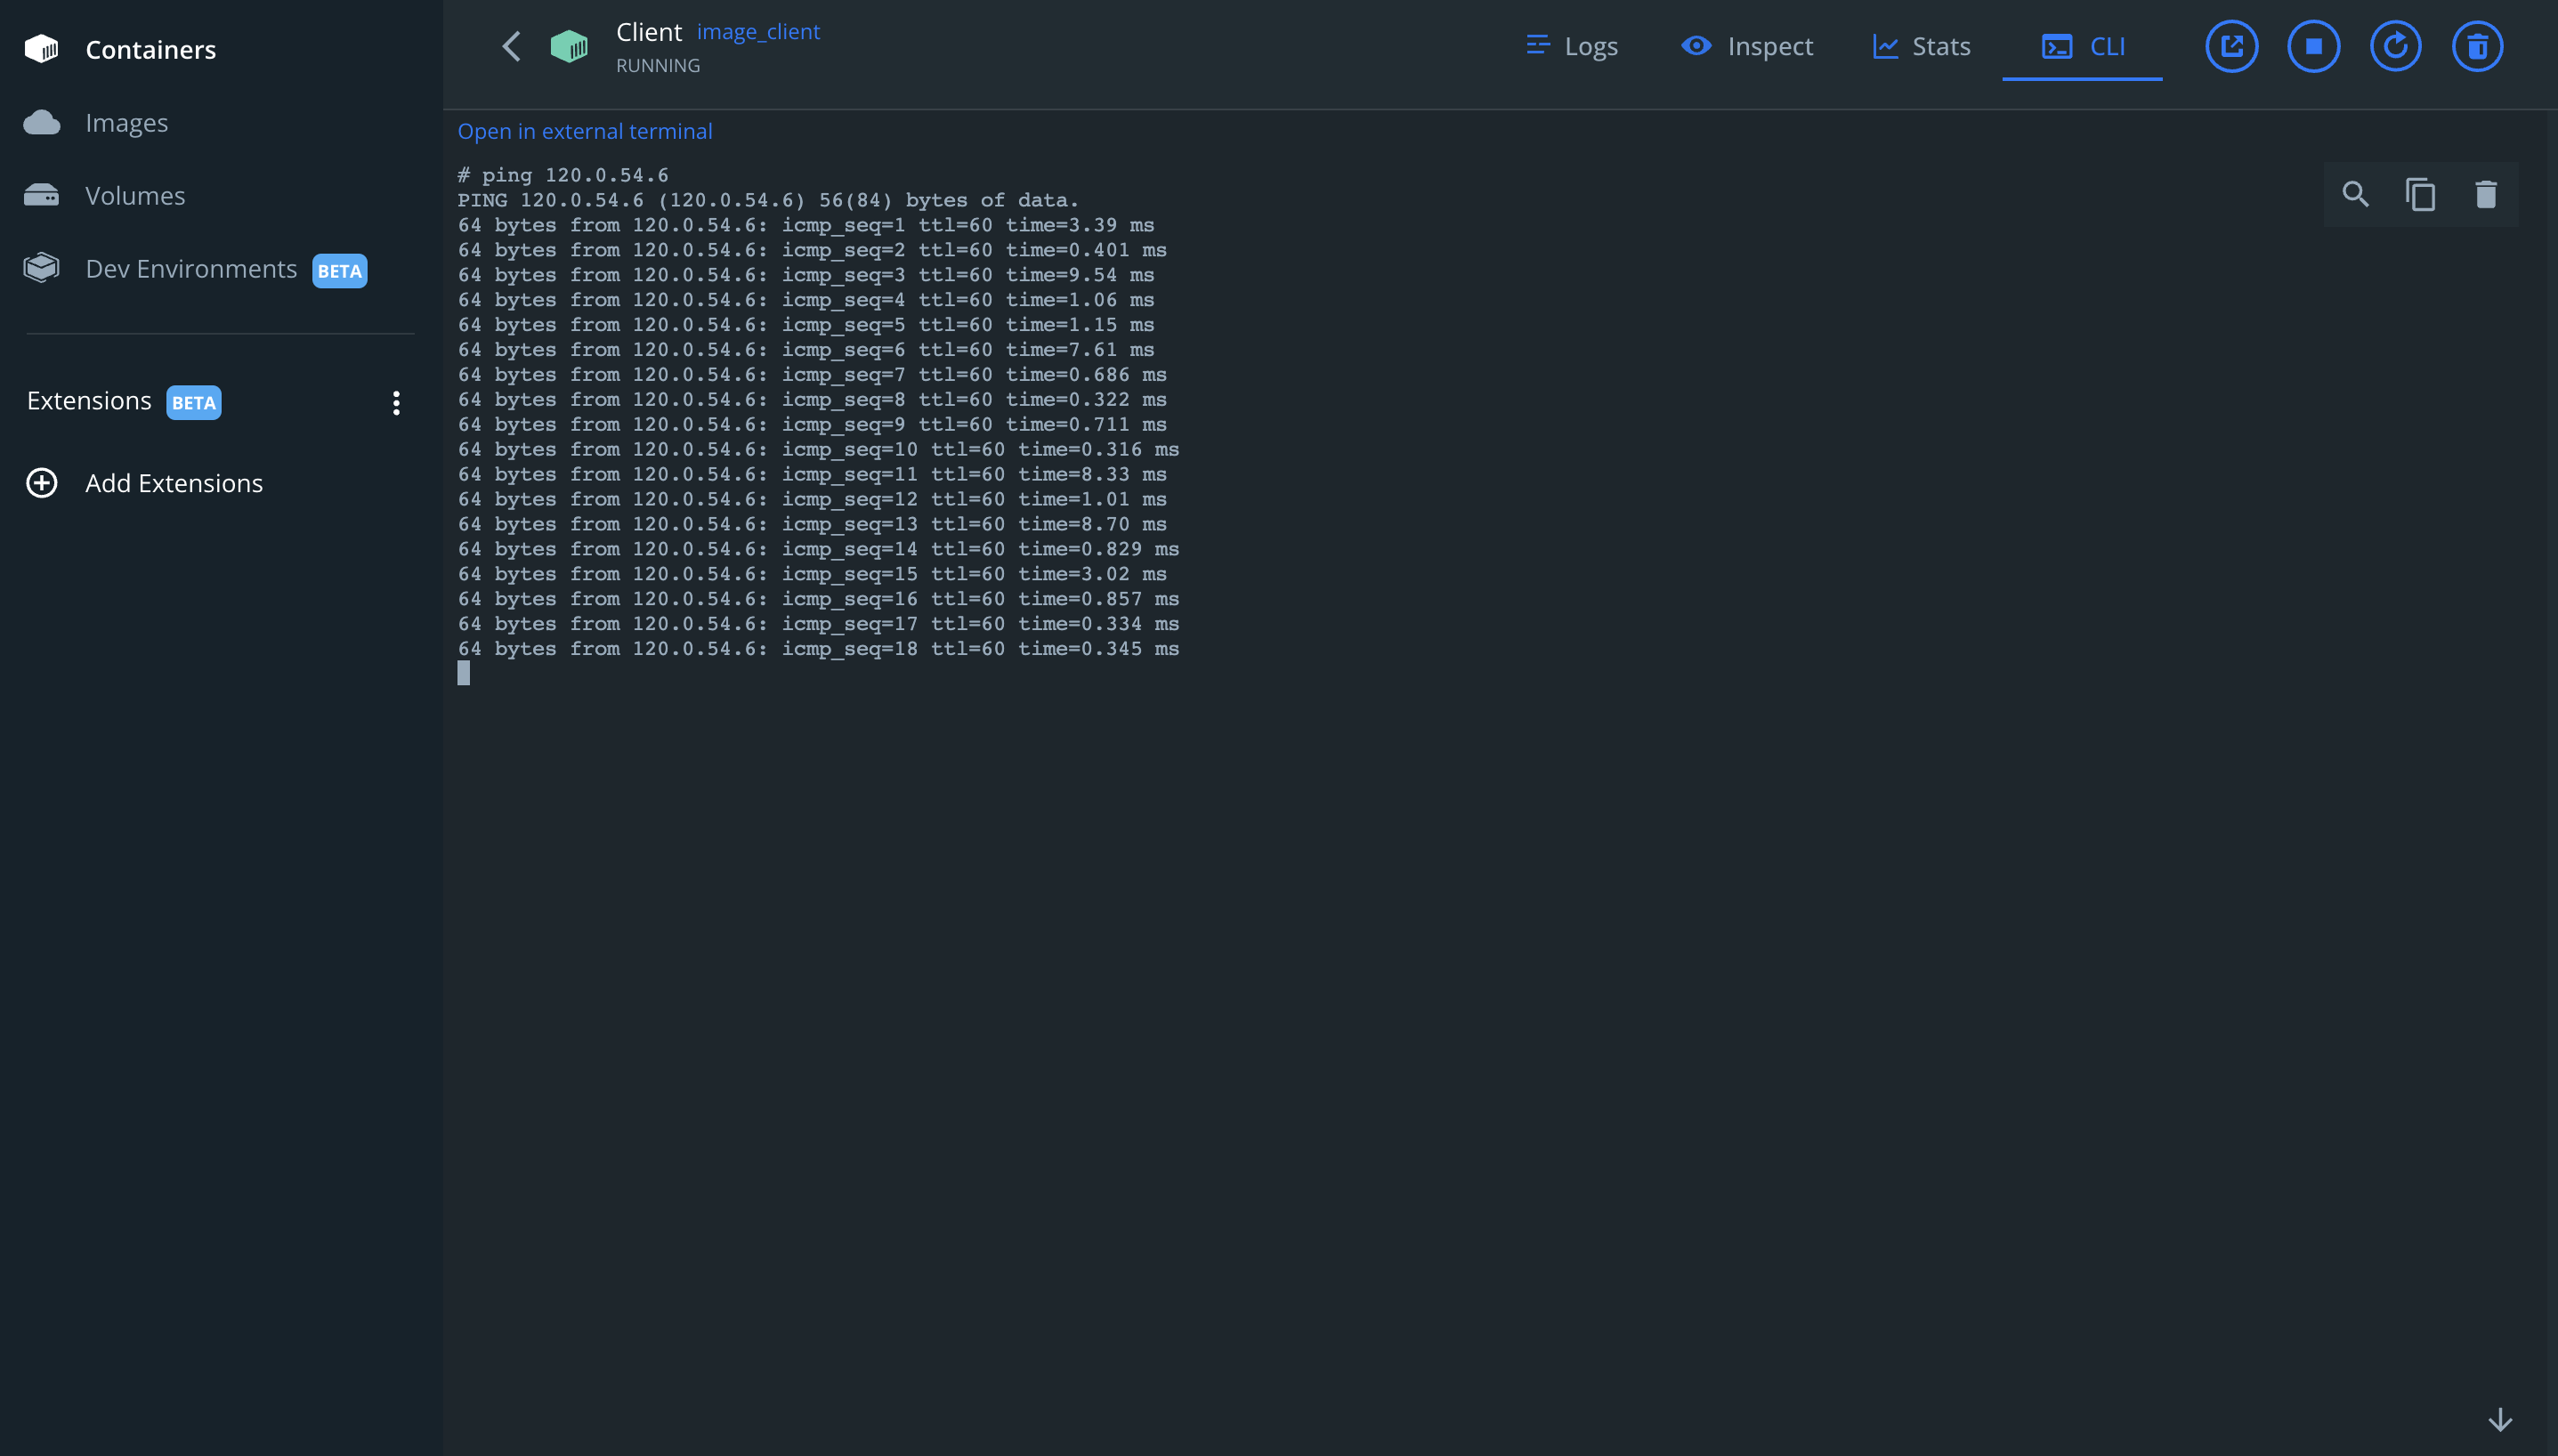 Containers
Images
Volumes
Dev Environments BETA
Extensions BETA
Add Extensions
Client image_client
RUNNING
Logs
Inspect
Stats
CLI
Open in external terminal
# ping 120.0.54.6
PING 120.0.54.6 (120.0.54.6) 56(84) bytes of data.
64 bytes from 120.0.54.6: icmp_seq=1 ttl=60 time=3.39 ms
64 bytes from 120.0.54.6: icmp_seq=2 ttl=60 time=0.401 ms
64 bytes from 120.0.54.6: icmp_seq=3 ttl=60 time=9.54 ms
64 bytes from 120.0.54.6: icmp_seq=4 ttl=60 time=1.06 ms
64 bytes from 120.0.54.6: icmp_seq=5 ttl=60 time=1.15 ms
64 bytes from 120.0.54.6: icmp_seq=6 ttl=60 time=7.61 ms
64 bytes from 120.0.54.6: icmp_seq=7 ttl=60 time=0.686 ms
64 bytes from 120.0.54.6: icmp_seq=8 ttl=60 time=0.322 ms
64 bytes from 120.0.54.6: icmp_seq=9 ttl=60 time=0.711 ms
64 bytes from 120.0.54.6: icmp_seq=10 ttl=60 time=0.316 ms
64 bytes from 120.0.54.6: icmp_seq=11 ttl=60 time=8.33 ms
64 bytes from 120.0.54.6: icmp_seq=12 ttl=60 time=1.01 ms
64 bytes from 120.0.54.6: icmp_seq=13 ttl=60 time=8.70 ms
64 bytes from 120.0.54.6: icmp_seq=14 ttl=60 time=0.829 ms
64 bytes from 120.0.54.6: icmp_seq=15 ttl=60 time=3.02 ms
64 bytes from 120.0.54.6: icmp_seq=16 ttl=60 time=0.857 ms
64 bytes from 120.0.54.6: icmp_seq=17 ttl=60 time=0.334 ms
64 bytes from 120.0.54.6: icmp_seq=18 ttl=60 time=0.345 ms